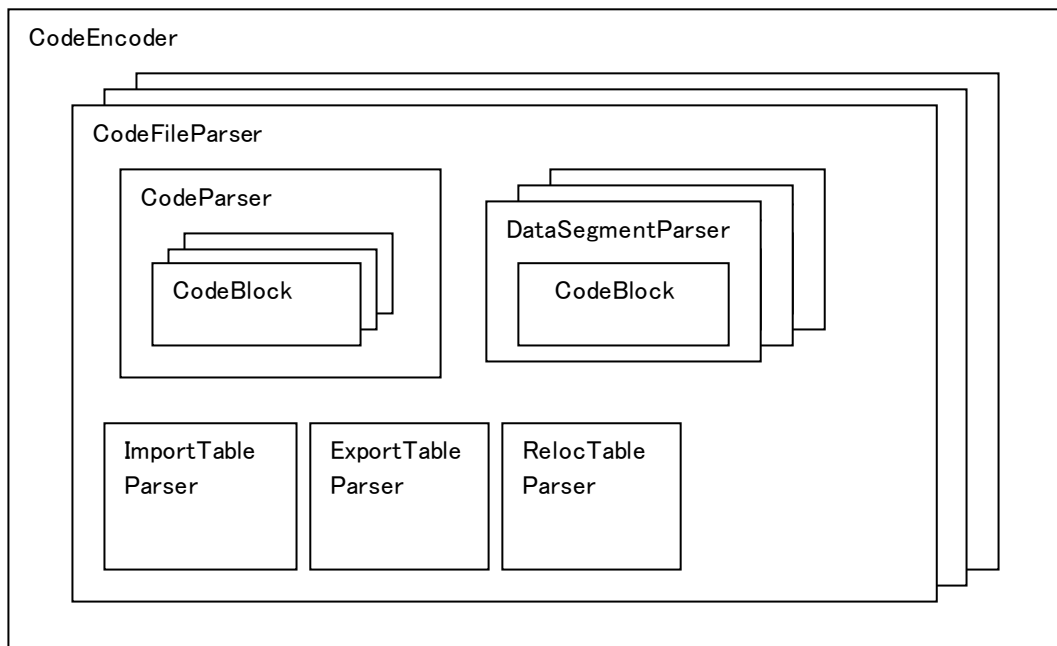 CodeEncoder
CodeFileParser
CodeParser
DataSegmentParser
CodeBlock
CodeBlock
ImportTable
Parser
ExportTable
Parser
RelocTable
Parser